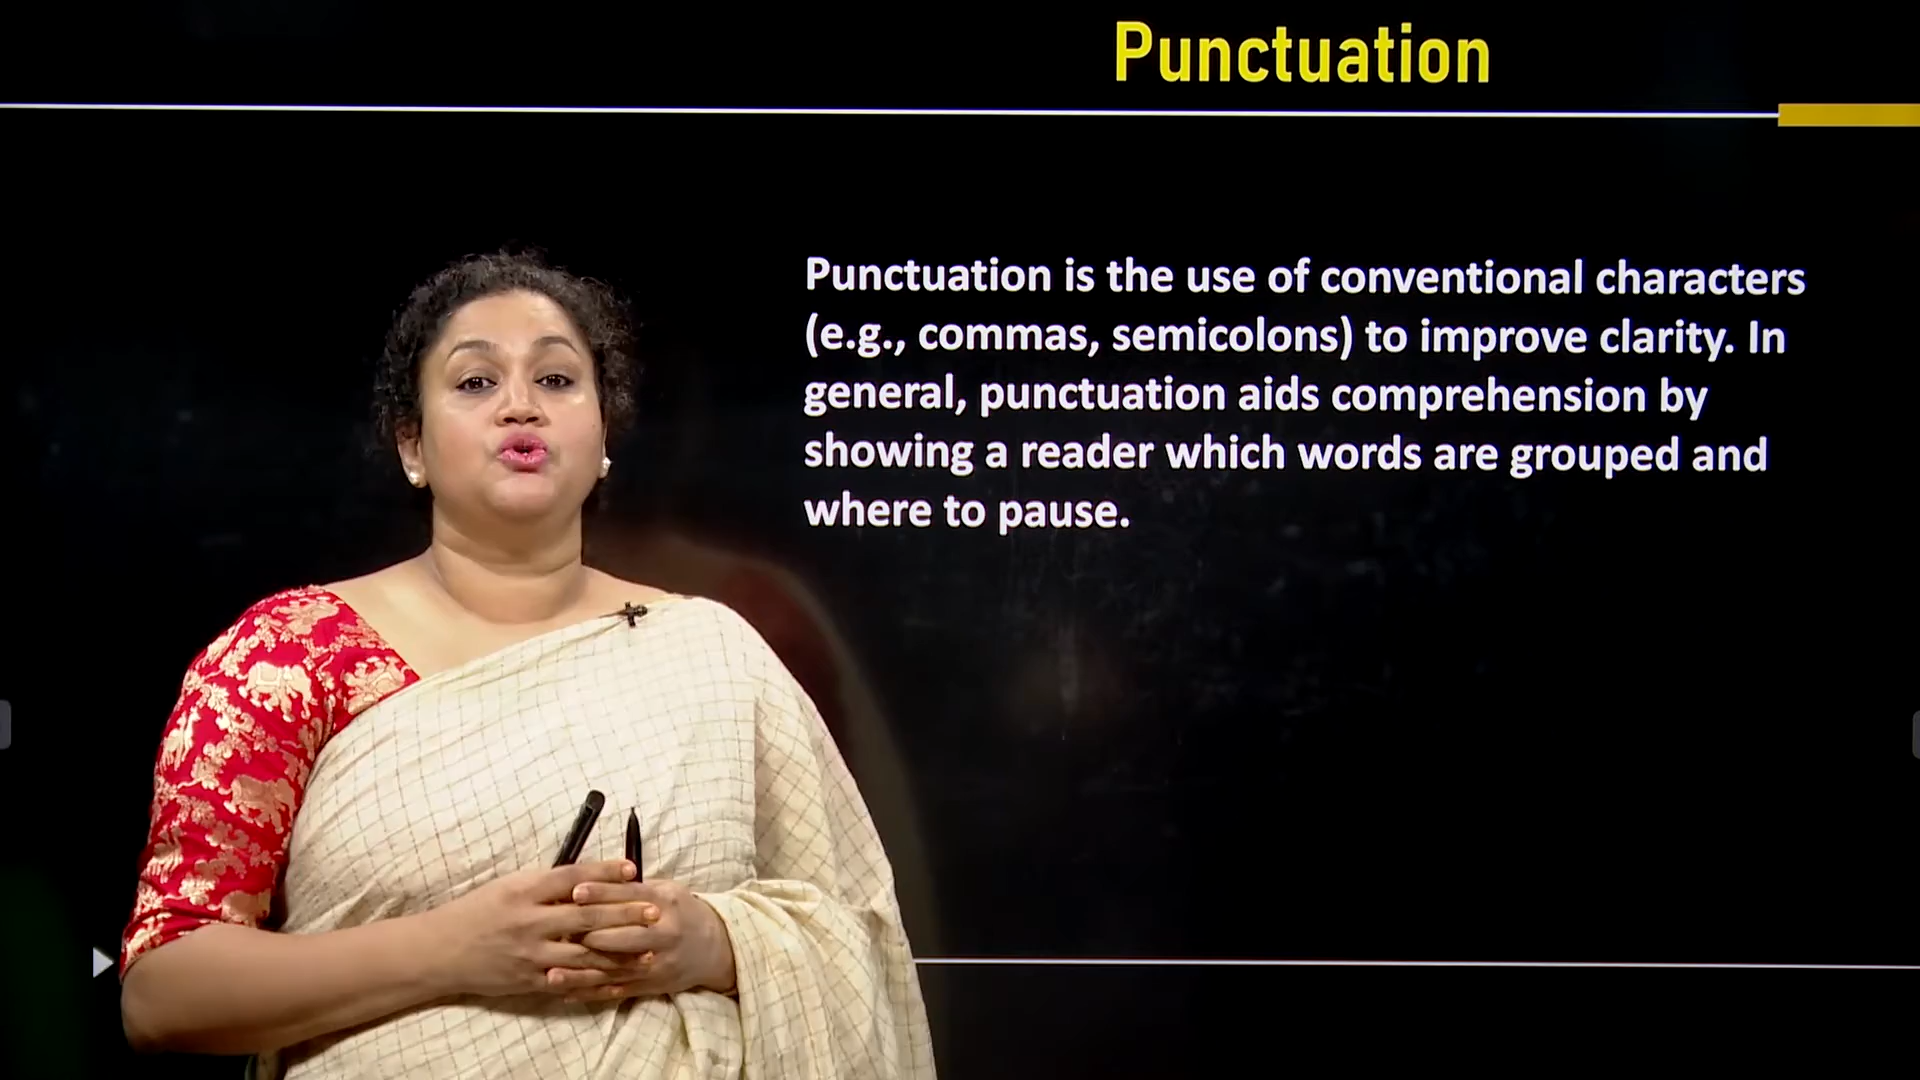 Punctuation
Punctuation is the use of conventional characters
(e.g., commas, semicolons) to improve clarity. In
general, punctuation aids comprehension by
showing a reader which words are grouped and
where to pause.